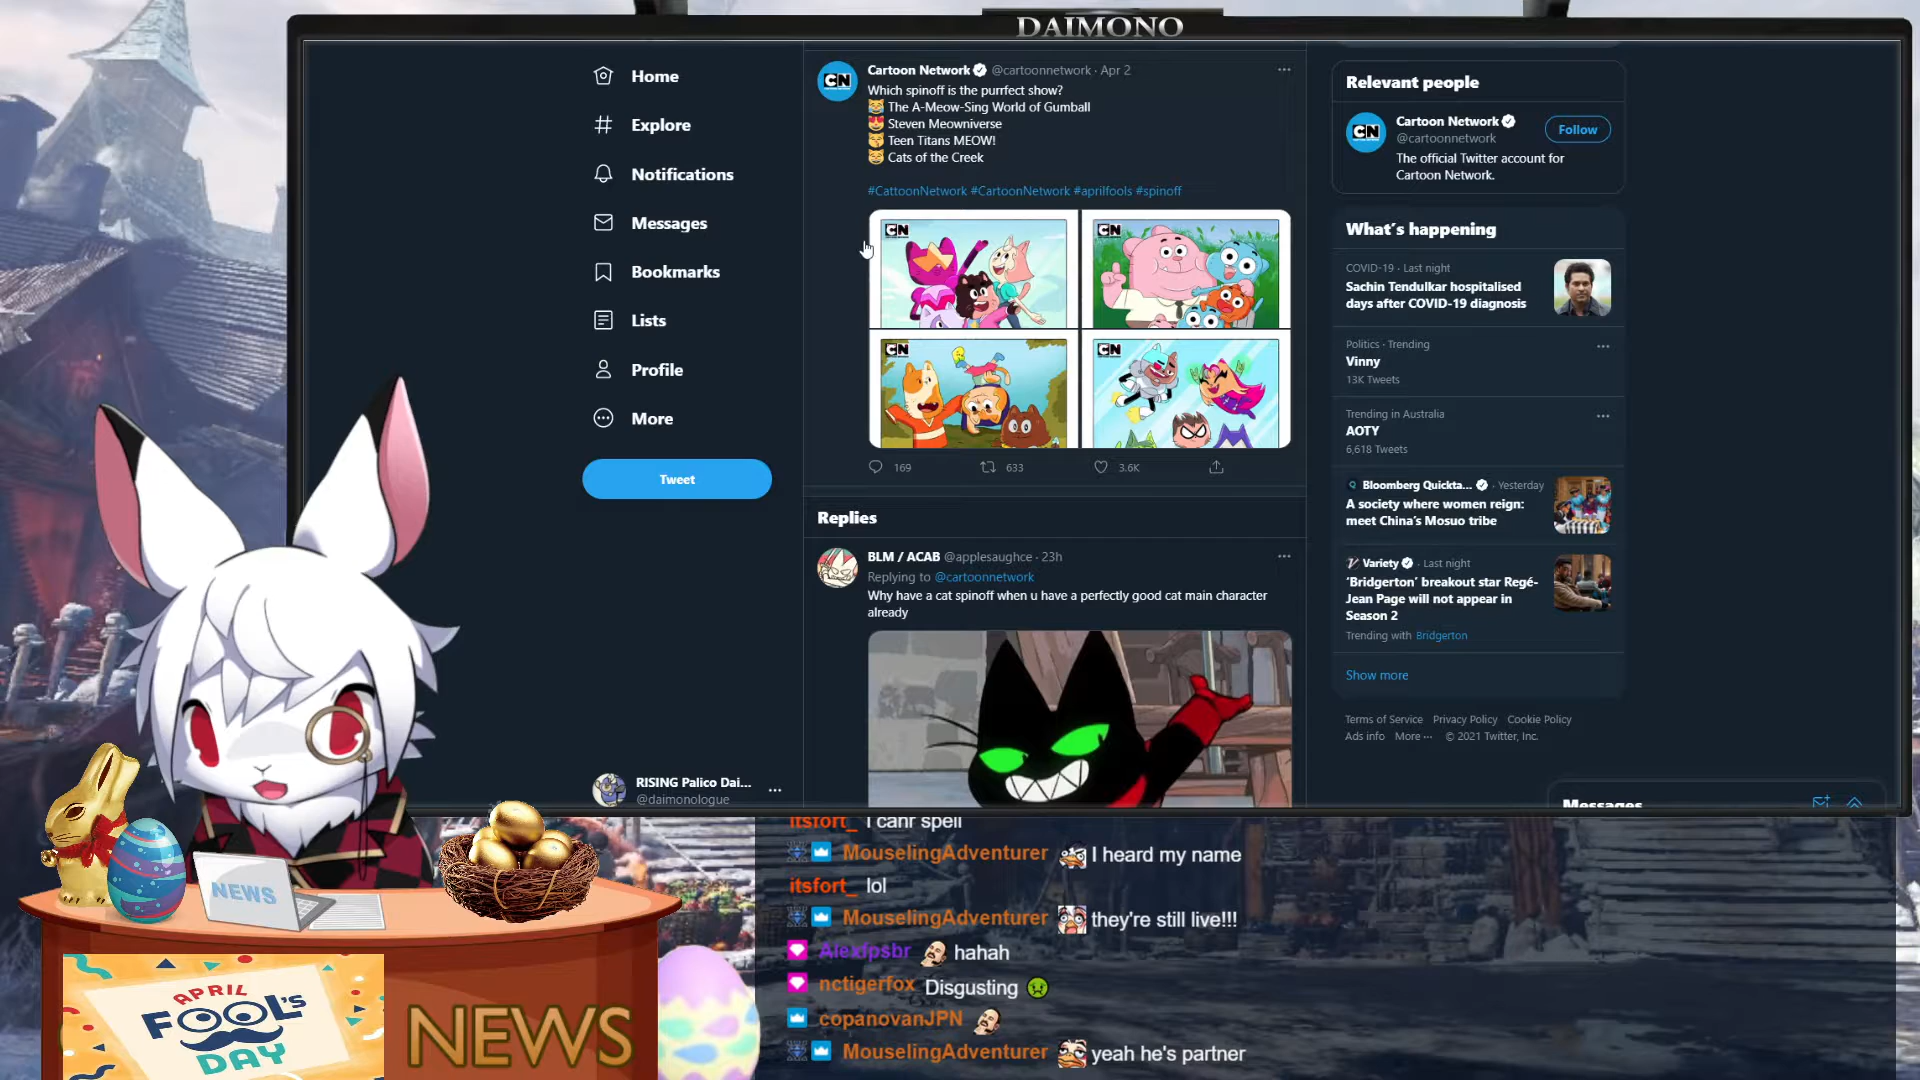 DAIMONO
Home
Explore
Notifications
Messages
Bookmarks
Lists
Profile
More
Tweet
RISING Palico Dai...
@daimonologue
CN
Cartoon Network @cartoonnetwork · Apr 2
Which spinoff is the purrfect show?
The A-Meow-Sing World of Gumball
Steven Meowniverse
Teen Titans MEOW!
Cats of the Creek
#CattoonNetwork #CartoonNetwork #aprilfools #spinoff
CN
CN
CN
CN
169
633
3.6K
Replies
BLM / ACAB @applesaughce · 23h
Replying to @cartoonnetwork
Why have a cat spinoff when u have a perfectly good cat main character
already
Relevant people
CN
Cartoon Network
@cartoonnetwork
Follow
The official Twitter account for
Cartoon Network.
What's happening
COVID-19 · Last night
Sachin Tendulkar hospitalised
days after COVID-19 diagnosis
Politics · Trending
Vinny
13K Tweets
Trending in Australia
AOTY
6,618 Tweets
Bloomberg Quickta... · Yesterday
A society where women reign:
meet China's Mosuo tribe
Variety · Last night
'Bridgerton' breakout star Regé-
Jean Page will not appear in
Season 2
Trending with Bridgerton
Show more
Terms of Service Privacy Policy Cookie Policy
Ads info More ··· © 2021 Twitter, Inc.
Messages
itsfort_ I canr spell
MouselingAdventurer I heard my name
itsfort_ lol
MouselingAdventurer they're still live!!!
Alexfpsbr hahah
nctigerfox Disgusting
copanovanJPN
MouselingAdventurer yeah he's partner
NEWS
APRIL
FOOL'S
DAY
NEWS